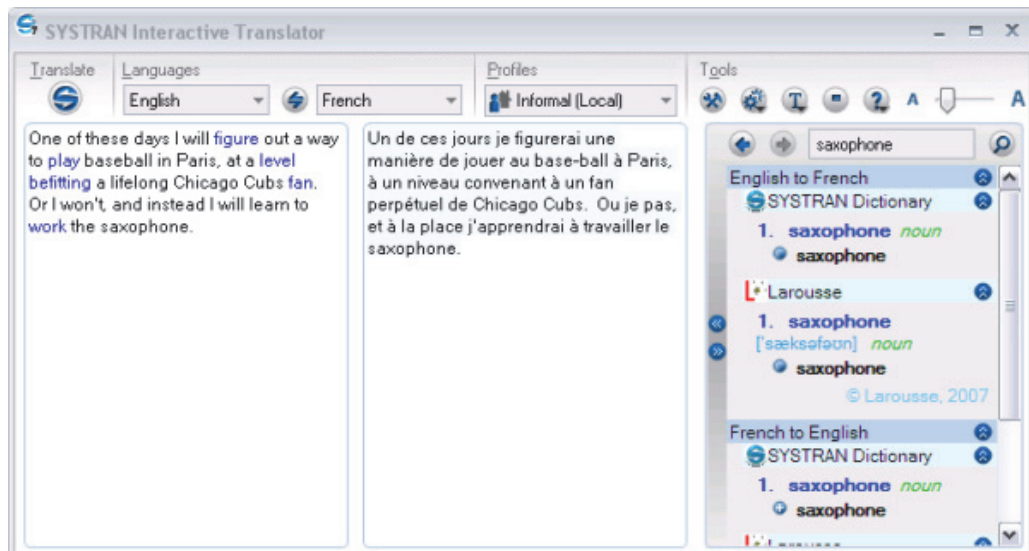 SYSTRAN Interactive Translator
Translate
Languages
Profiles
Tools
English
French
Informal (Local)
T
?
A
A
One of these days I will figure out a way
to play baseball in Paris, at a level
befitting a lifelong Chicago Cubs fan.
Or I won't, and instead I will learn to
work the saxophone.
Un de ces jours je figurerai une
manière de jouer au base-ball à Paris,
à un niveau convenant à un fan
perpétuel de Chicago Cubs. Ou je pas,
et à la place j'apprendrai à travailler le
saxophone.
saxophone
English to French
SYSTRAN Dictionary
1. saxophone noun
saxophone
Larousse
1. saxophone
['sæksəfəʊn] noun
saxophone
© Larousse, 2007
French to English
SYSTRAN Dictionary
1. saxophone noun
saxophone